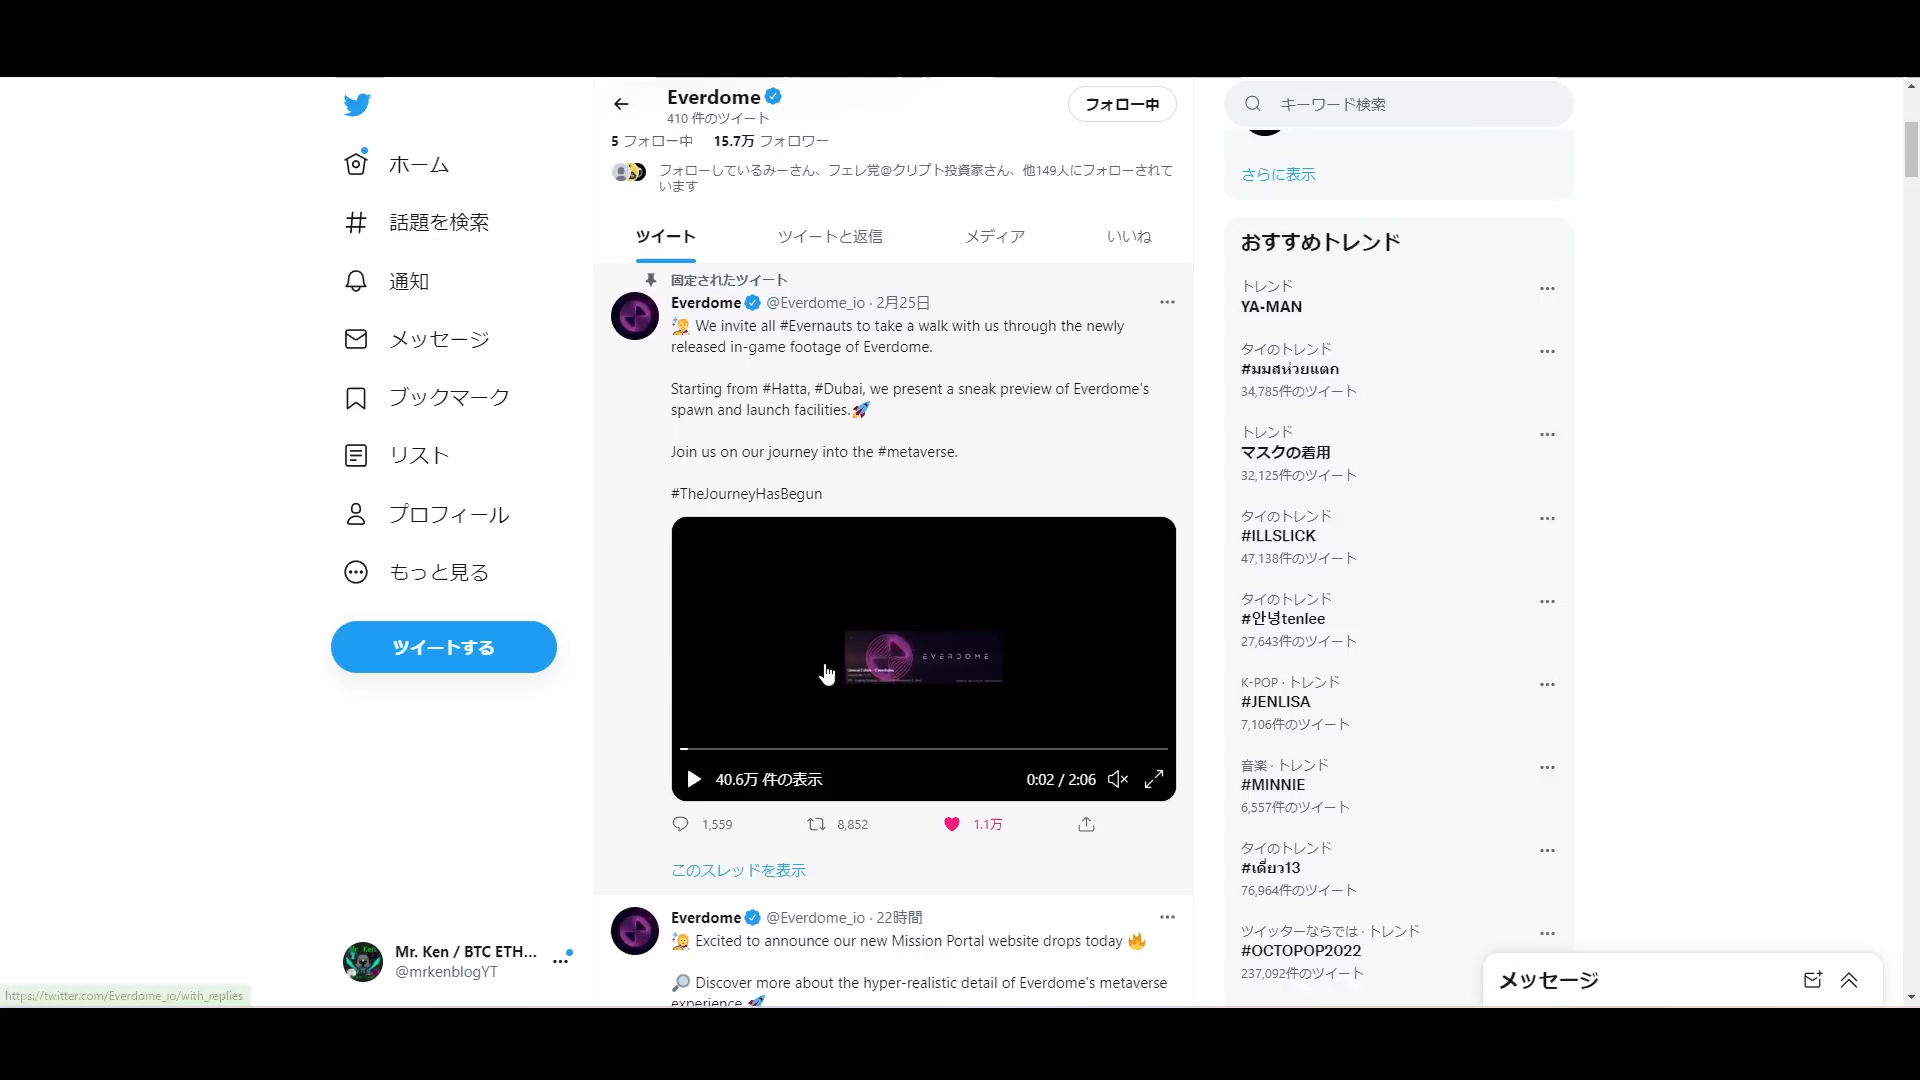 Everdome
410 件のツイート
フォロー中
5 フォロー中 15.7万 フォロワー
フォローしているみーさん、フェレ党@クリプト投資家さん、他149人にフォローされて
います
ツイート
ツイートと返信
メディア
いいね
ホーム
話題を検索
通知
メッセージ
ブックマーク
リスト
プロフィール
もっと見る
ツイートする
Mr. Ken / BTC ETH...
@mrkenblogYT
https://twitter.com/Everdome_io/with_replies
固定されたツイート
Everdome @Everdome_io · 2月25日
We invite all #Evernauts to take a walk with us through the newly
released in-game footage of Everdome.
Starting from #Hatta, #Dubai, we present a sneak preview of Everdome's
spawn and launch facilities.🚀
Join us on our journey into the #metaverse.
#TheJourneyHasBegun
EVERDOME
40.6万 件の表示
0:02 / 2:06
1,559
8,852
1.1万
このスレッドを表示
Everdome @Everdome_io · 22時間
Excited to announce our new Mission Portal website drops today 🔥
🔎 Discover more about the hyper-realistic detail of Everdome's metaverse
experience 🚀
キーワード検索
さらに表示
おすすめトレンド
トレンド
YA-MAN
タイのトレンド
#มมสห่วยแตก
34,785件のツイート
トレンド
マスクの着用
32,125件のツイート
タイのトレンド
#ILLSLICK
47,138件のツイート
タイのトレンド
#안녕tenlee
27,643件のツイート
K-POP · トレンド
#JENLISA
7,106件のツイート
音楽 · トレンド
#MINNIE
6,557件のツイート
タイのトレンド
#เดี่ยว13
76,964件のツイート
ツイッターならでは · トレンド
#OCTOPOP2022
237,092件のツイート
メッセージ